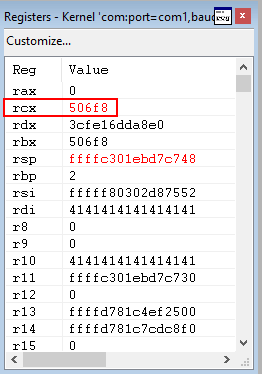 Registers - Kernel 'com:port=com1,baud
Customize...
Reg Value
rax 0
rcx 506f8
rdx 3cfe16dda8e0
rbx 506f8
rsp ffffc301ebd7c748
rbp 2
rsi fffff80302d87552
rdi 4141414141414141
r8 0
r9 0
r10 4141414141414141
r11 ffffc301ebd7c730
r12 0
r13 ffffd781c4ef2500
r14 ffffd781c7cdc8f0
r15 0